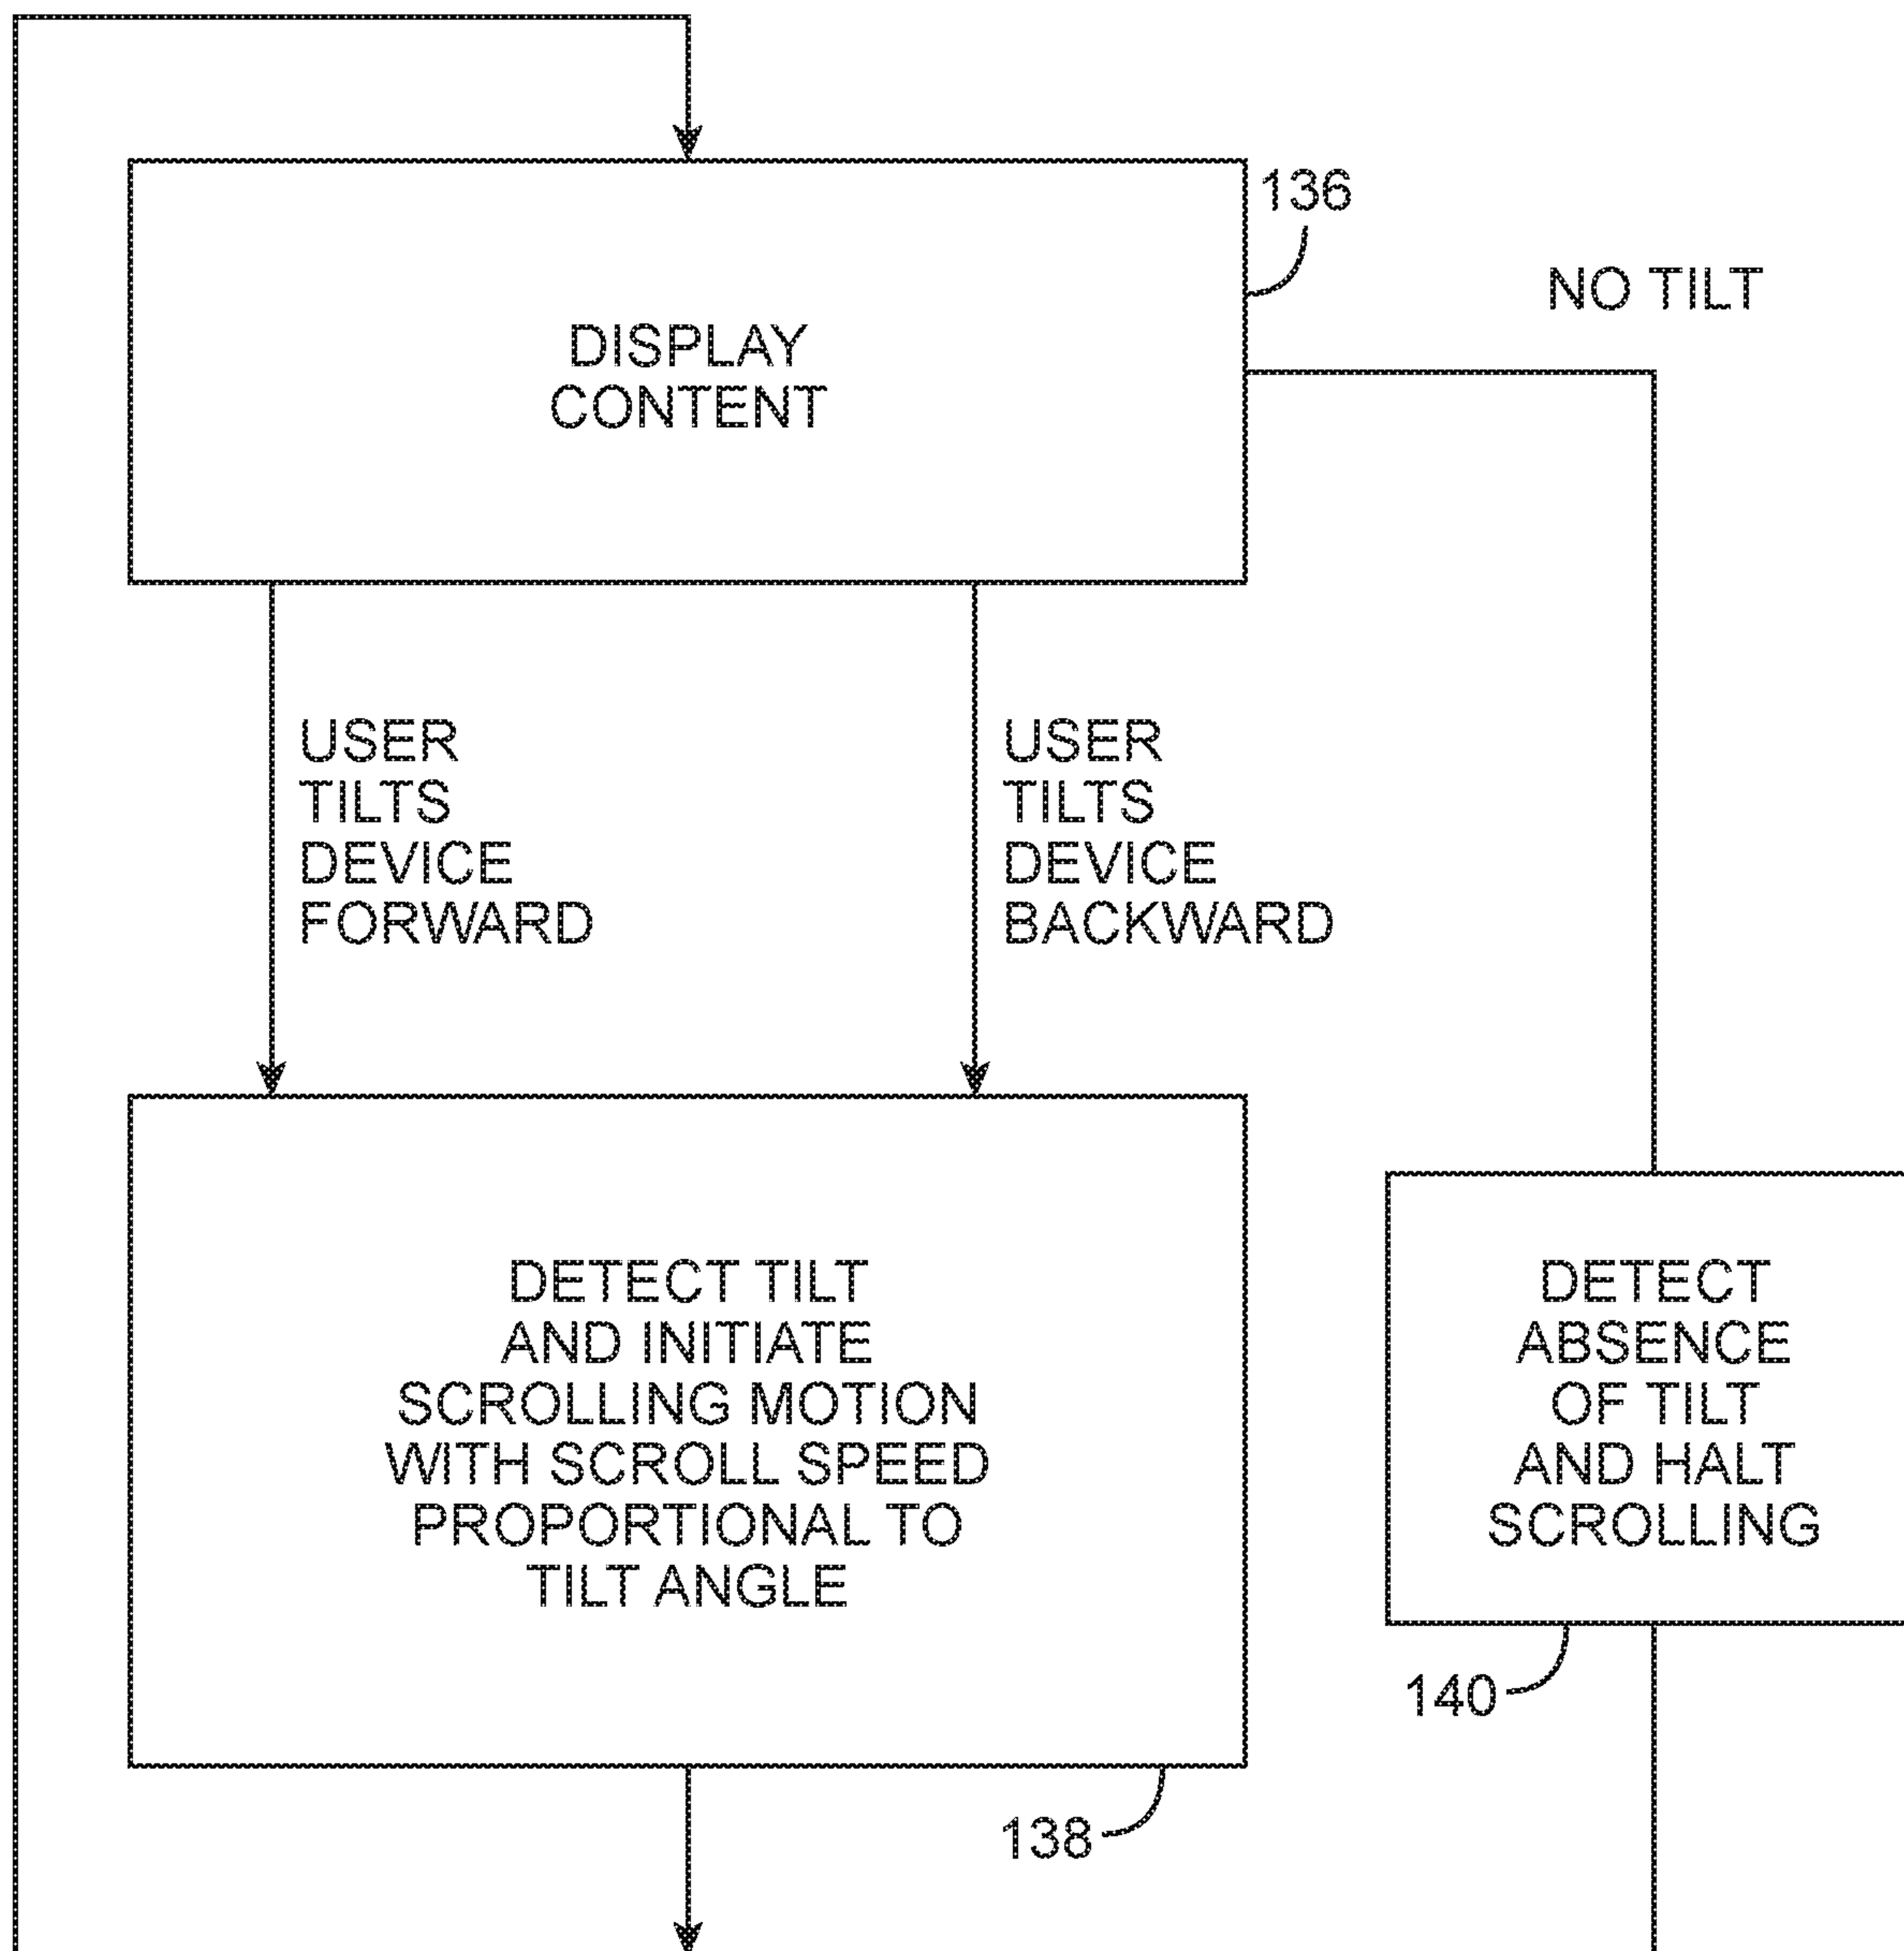 136
NO TILT
DISPLAY
CONTENT
USER
TILTS
DEVICE
FORWARD
USER
TILTS
DEVICE
BACKWARD
DETECT TILT
AND INITIATE
SCROLLING MOTION
WITH SCROLL SPEED
PROPORTIONAL TO
TILT ANGLE
138
DETECT
ABSENCE
OF TILT
AND HALT
SCROLLING
140